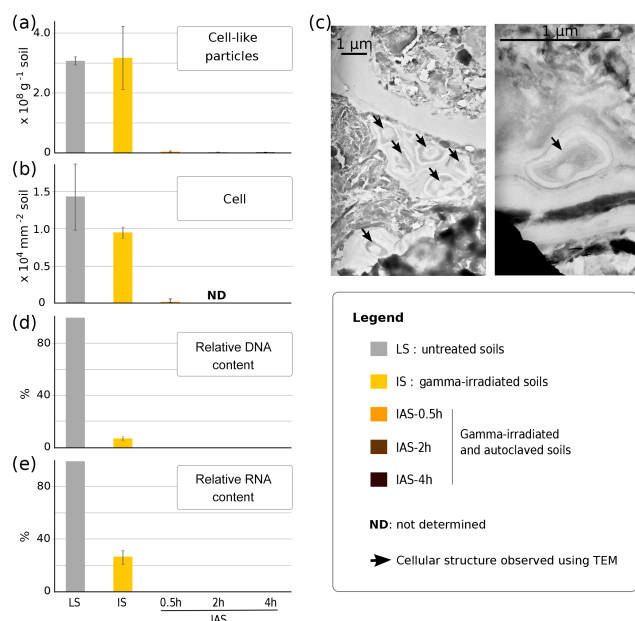 (a)
4.0
2.0
0
x 10⁸ g⁻¹ soil
Cell-like
particles
(b)
1.5
1.0
0.5
0
x 10⁴ mm⁻² soil
Cell
ND
(d)
80
40
0
%
Relative DNA
content
(e)
80
40
0
%
Relative RNA
content
LS
IS
0.5h
2h
4h
IAS
(c)
1 μm
1 μm
Legend
LS : untreated soils
IS : gamma-irradiated soils
IAS-0.5h
IAS-2h
IAS-4h
Gamma-irradiated
and autoclaved soils
ND: not determined
Cellular structure observed using TEM